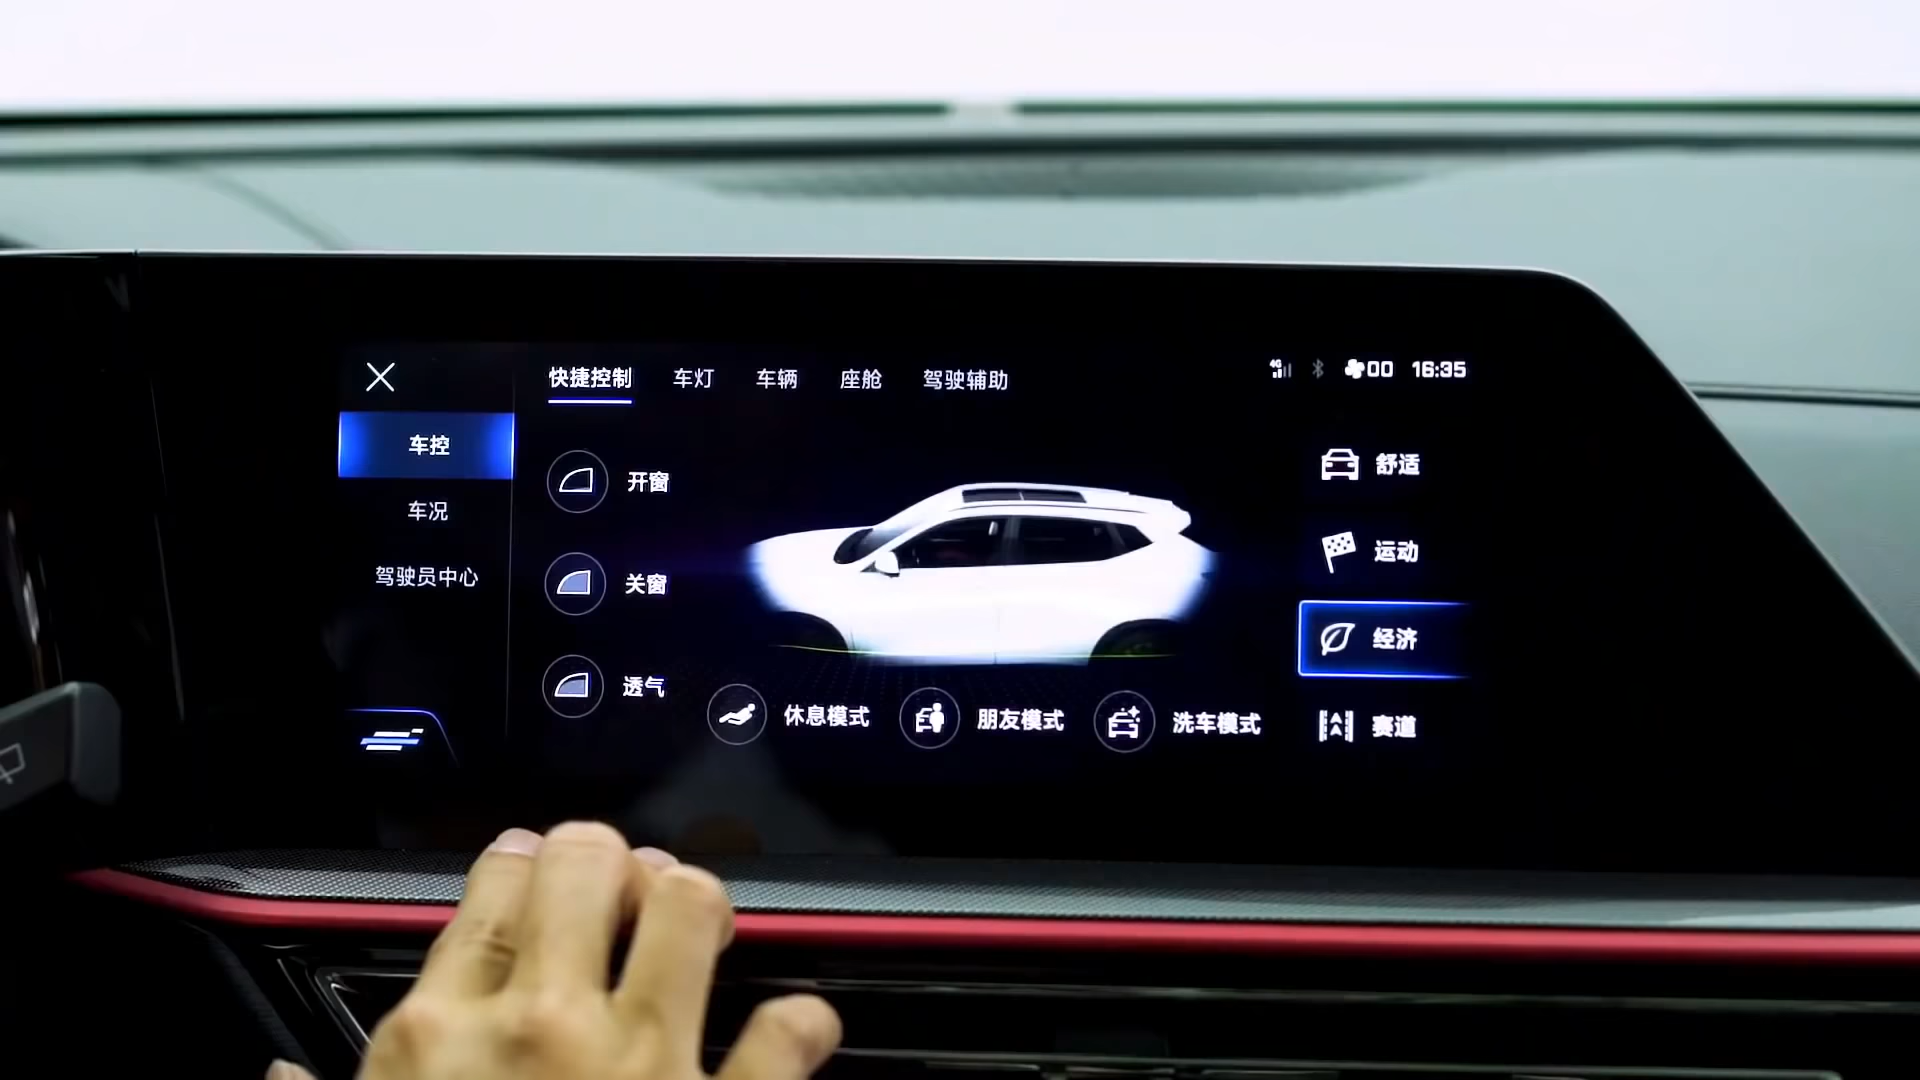 快捷控制 车灯 车辆 座舱 驾驶辅助
4G 00 16:35
车控
车况
驾驶员中心
开窗
关窗
透气
休息模式 朋友模式 洗车模式
舒适
运动
经济
赛道